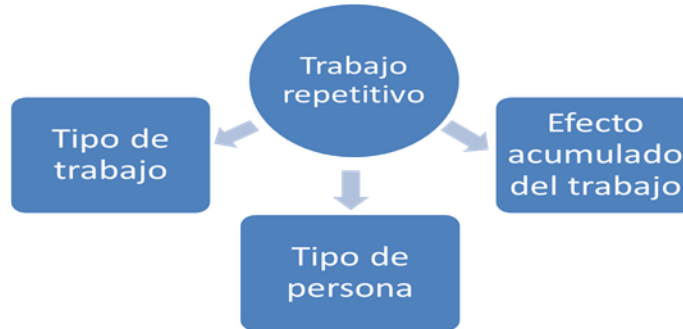 Trabajo
repetitivo
Tipo de
trabajo
Efecto
acumulado
del trabajo
Tipo de
persona